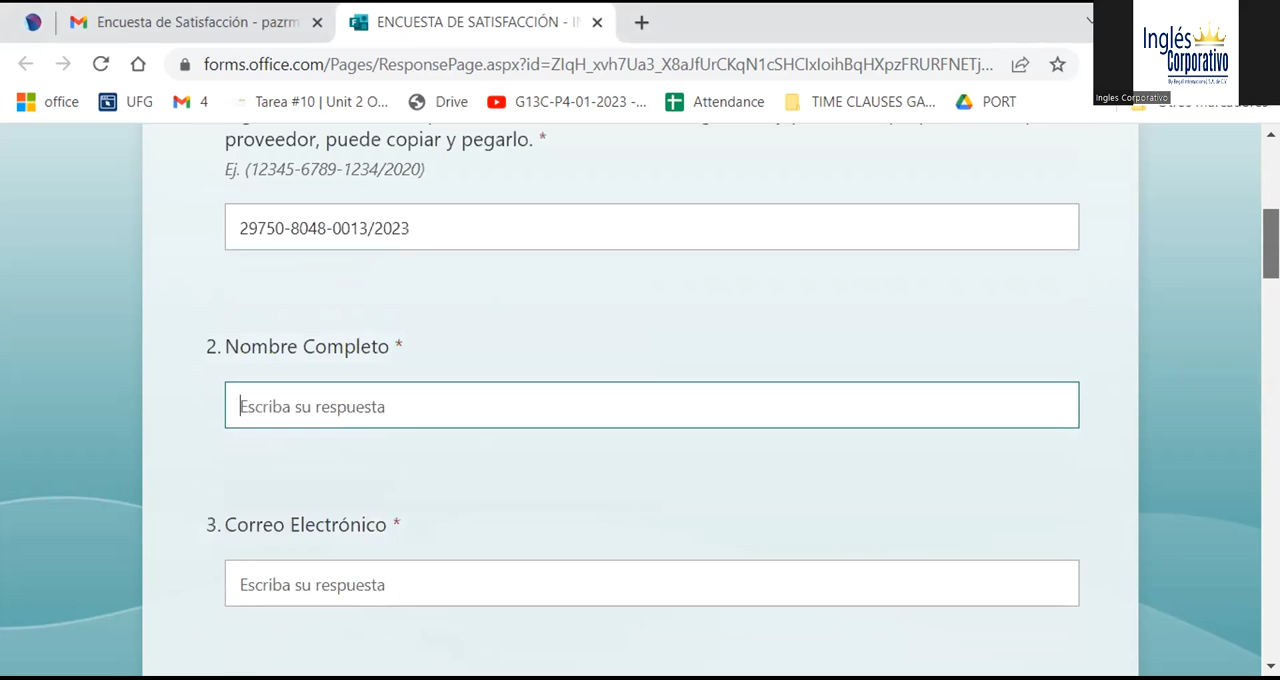 Encuesta de Satisfacción - pazrm
ENCUESTA DE SATISFACCIÓN - I
forms.office.com/Pages/ResponsePage.aspx?id=ZIqH_xvh7Ua3_X8aJfUrCKqN1cSHCIxIoihBqHXpzFRURFNETj...
office
UFG
4
Tarea #10 | Unit 2 O...
Drive
G13C-P4-01-2023 -...
Attendance
TIME CLAUSES GA...
PORT
Inglés
Corporativo
Ingles Corporativo
proveedor, puede copiar y pegarlo. *
Ej. (12345-6789-1234/2020)
29750-8048-0013/2023
2. Nombre Completo *
Escriba su respuesta
3. Correo Electrónico *
Escriba su respuesta